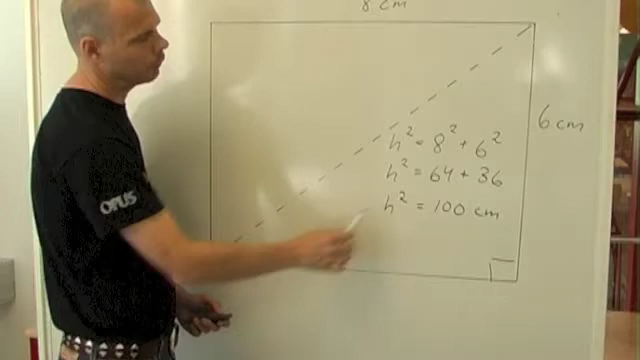 8 cm
6 cm
h² = 8² + 6²
h² = 64 + 36
h² = 100 cm
OPUS